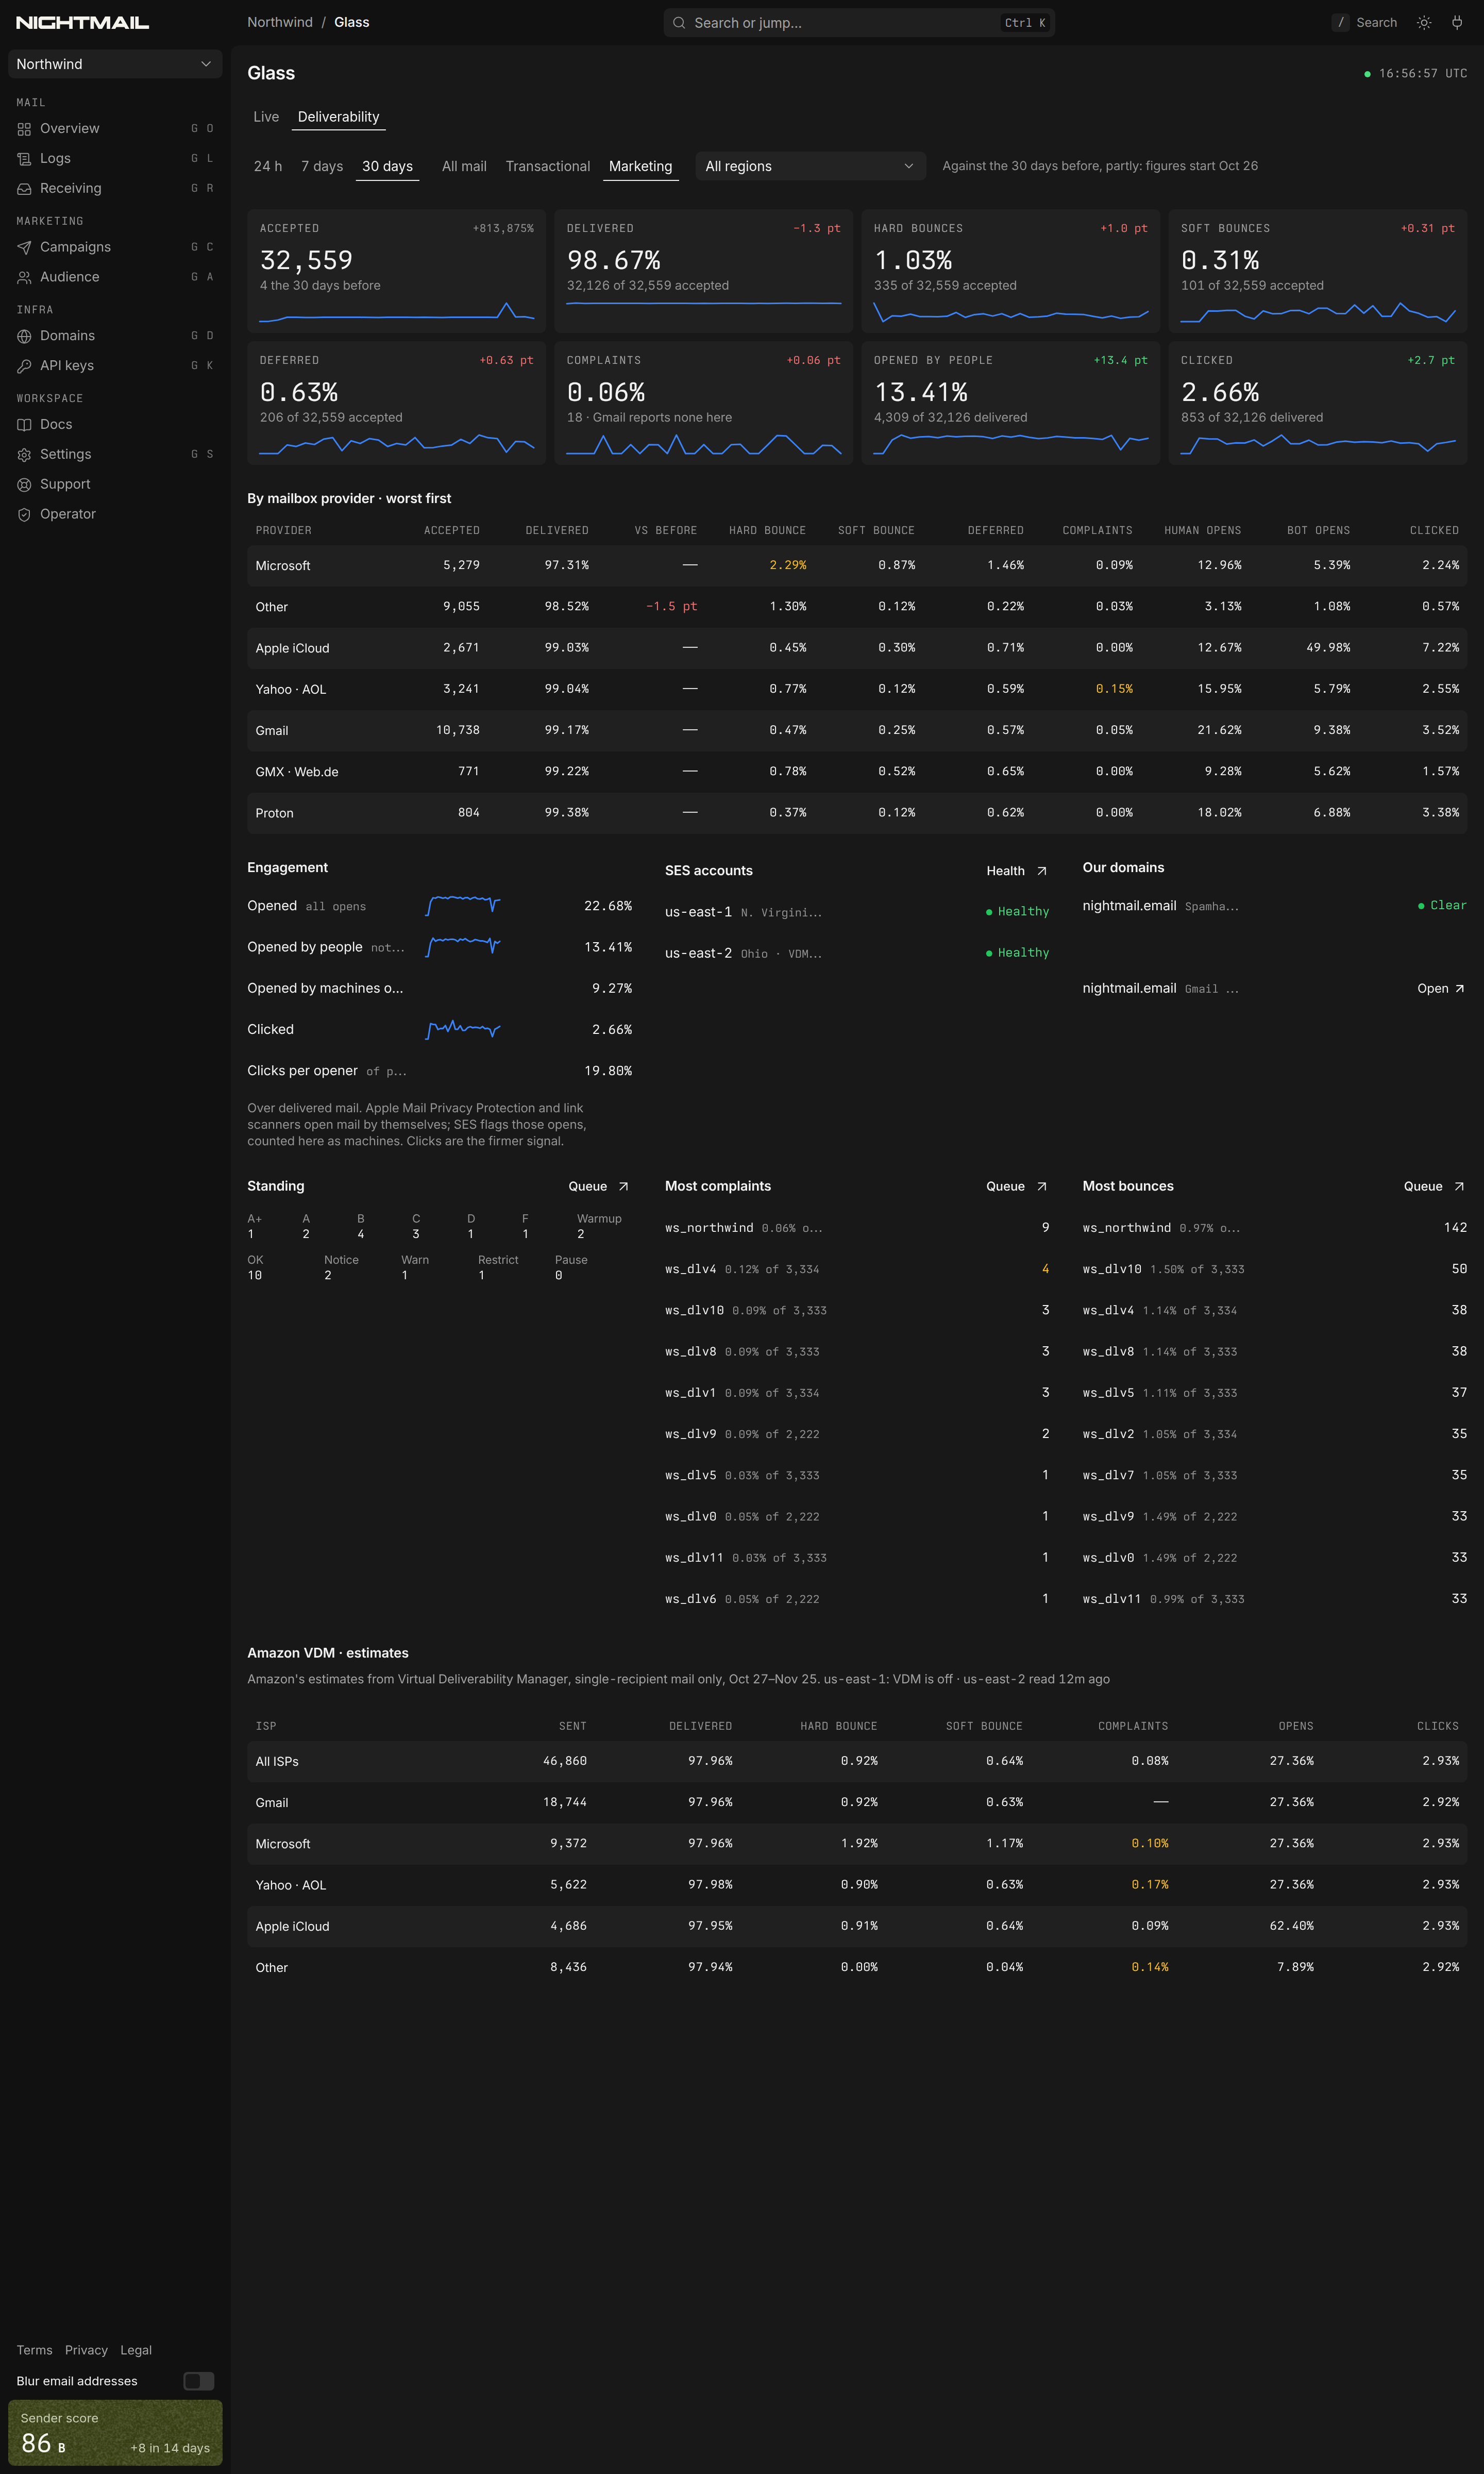 NIGHTMAIL
Northwind / Glass
Search or jump... Ctrl K
/ Search
Northwind
MAIL
Overview G O
Logs G L
Receiving G R
MARKETING
Campaigns G C
Audience G A
INFRA
Domains G D
API keys G K
WORKSPACE
Docs
Settings G S
Support
Operator
Glass
16:56:57 UTC
Live Deliverability
24 h 7 days 30 days All mail Transactional Marketing All regions Against the 30 days before, partly: figures start Oct 26
ACCEPTED +813,875%
32,559
4 the 30 days before
DELIVERED −1.3 pt
98.67%
32,126 of 32,559 accepted
HARD BOUNCES +1.0 pt
1.03%
335 of 32,559 accepted
SOFT BOUNCES +0.31 pt
0.31%
101 of 32,559 accepted
DEFERRED +0.63 pt
0.63%
206 of 32,559 accepted
COMPLAINTS +0.06 pt
0.06%
18 · Gmail reports none here
OPENED BY PEOPLE +13.4 pt
13.41%
4,309 of 32,126 delivered
CLICKED +2.7 pt
2.66%
853 of 32,126 delivered
By mailbox provider · worst first
PROVIDER ACCEPTED DELIVERED VS BEFORE HARD BOUNCE SOFT BOUNCE DEFERRED COMPLAINTS HUMAN OPENS BOT OPENS CLICKED
Microsoft 5,279 97.31% — 2.29% 0.87% 1.46% 0.09% 12.96% 5.39% 2.24%
Other 9,055 98.52% −1.5 pt 1.30% 0.12% 0.22% 0.03% 3.13% 1.08% 0.57%
Apple iCloud 2,671 99.03% — 0.45% 0.30% 0.71% 0.00% 12.67% 49.98% 7.22%
Yahoo · AOL 3,241 99.04% — 0.77% 0.12% 0.59% 0.15% 15.95% 5.79% 2.55%
Gmail 10,738 99.17% — 0.47% 0.25% 0.57% 0.05% 21.62% 9.38% 3.52%
GMX · Web.de 771 99.22% — 0.78% 0.52% 0.65% 0.00% 9.28% 5.62% 1.57%
Proton 804 99.38% — 0.37% 0.12% 0.62% 0.00% 18.02% 6.88% 3.38%
Engagement
Opened all opens 22.68%
Opened by people not... 13.41%
Opened by machines o... 9.27%
Clicked 2.66%
Clicks per opener of p... 19.80%
Over delivered mail. Apple Mail Privacy Protection and link
scanners open mail by themselves; SES flags those opens,
counted here as machines. Clicks are the firmer signal.
SES accounts Health
us-east-1 N. Virgini... Healthy
us-east-2 Ohio · VDM... Healthy
Our domains
nightmail.email Spamha... Clear
nightmail.email Gmail ... Open
Standing Queue
A+ A B C D F Warmup
1 2 4 3 1 1 2
OK Notice Warn Restrict Pause
10 2 1 1 0
Most complaints Queue
ws_northwind 0.06% o... 9
ws_dlv4 0.12% of 3,334 4
ws_dlv10 0.09% of 3,333 3
ws_dlv8 0.09% of 3,333 3
ws_dlv1 0.09% of 3,334 3
ws_dlv9 0.09% of 2,222 2
ws_dlv5 0.03% of 3,333 1
ws_dlv0 0.05% of 2,222 1
ws_dlv11 0.03% of 3,333 1
ws_dlv6 0.05% of 2,222 1
Most bounces Queue
ws_northwind 0.97% o... 142
ws_dlv10 1.50% of 3,333 50
ws_dlv4 1.14% of 3,334 38
ws_dlv8 1.14% of 3,333 38
ws_dlv5 1.11% of 3,333 37
ws_dlv2 1.05% of 3,334 35
ws_dlv7 1.05% of 3,333 35
ws_dlv9 1.49% of 2,222 33
ws_dlv0 1.49% of 2,222 33
ws_dlv11 0.99% of 3,333 33
Amazon VDM · estimates
Amazon's estimates from Virtual Deliverability Manager, single-recipient mail only, Oct 27–Nov 25. us-east-1: VDM is off · us-east-2 read 12m ago
ISP SENT DELIVERED HARD BOUNCE SOFT BOUNCE COMPLAINTS OPENS CLICKS
All ISPs 46,860 97.96% 0.92% 0.64% 0.08% 27.36% 2.93%
Gmail 18,744 97.96% 0.92% 0.63% — 27.36% 2.92%
Microsoft 9,372 97.96% 1.92% 1.17% 0.10% 27.36% 2.93%
Yahoo · AOL 5,622 97.98% 0.90% 0.63% 0.17% 27.36% 2.93%
Apple iCloud 4,686 97.95% 0.91% 0.64% 0.09% 62.40% 2.93%
Other 8,436 97.94% 0.00% 0.04% 0.14% 7.89% 2.92%
Terms Privacy Legal
Blur email addresses
Sender score
86 B +8 in 14 days